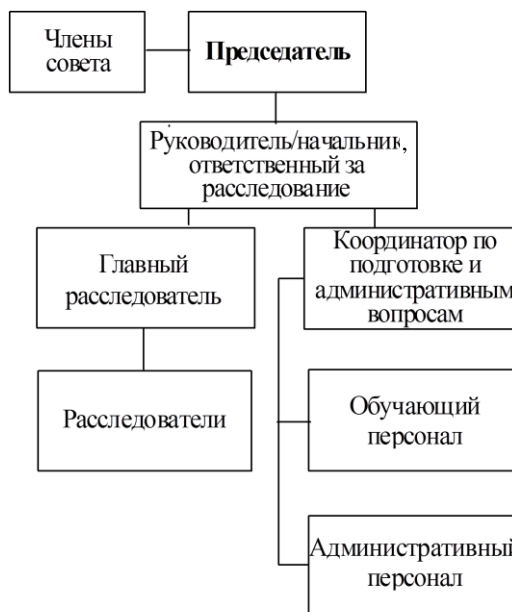 Члены
совета
Председатель
Руководитель/начальник,
ответственный за
расследование
Главный
расследователь
Координатор по
подготовке и
административным
вопросам
Расследователи
Обучающий
персонал
Административный
персонал